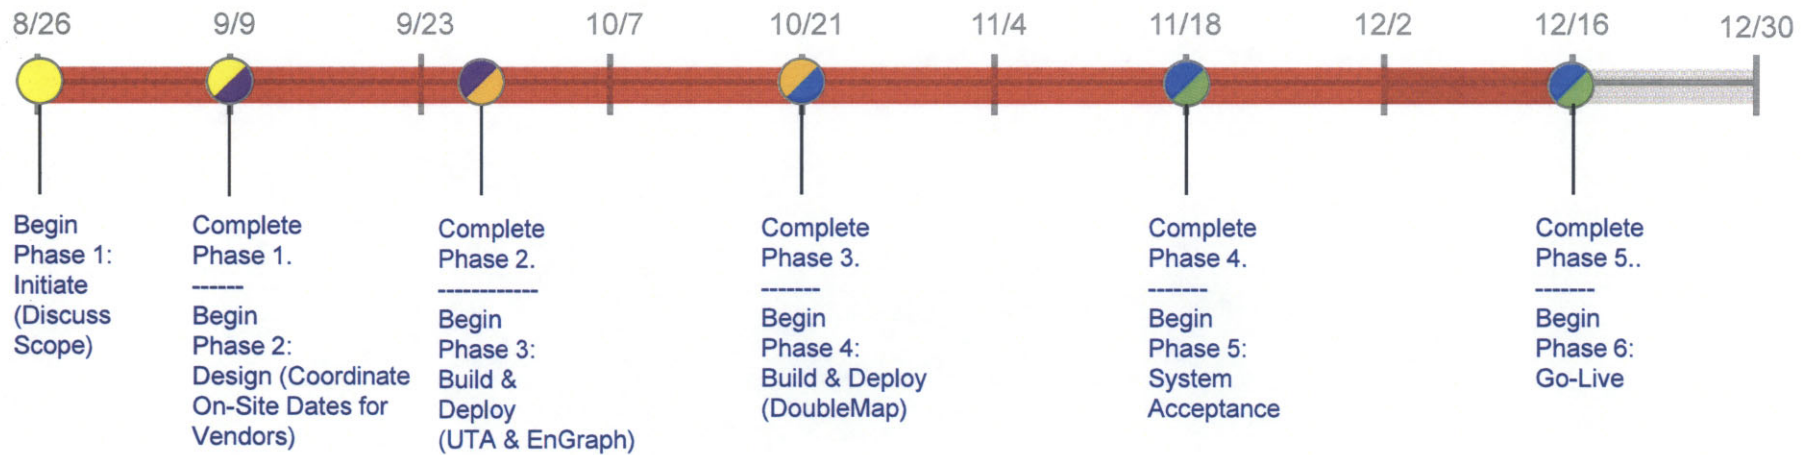 8/26 9/9 9/23 10/7 10/21 11/4 11/18 12/2 12/16 12/30
Begin
Phase 1:
Initiate
(Discuss
Scope)
Complete
Phase 1.
------
Begin
Phase 2:
Design (Coordinate
On-Site Dates for
Vendors)
Complete
Phase 2.
------------
Begin
Phase 3:
Build &
Deploy
(UTA & EnGraph)
Complete
Phase 3.
-------
Begin
Phase 4:
Build & Deploy
(DoubleMap)
Complete
Phase 4.
-------
Begin
Phase 5:
System
Acceptance
Complete
Phase 5..
-------
Begin
Phase 6:
Go-Live